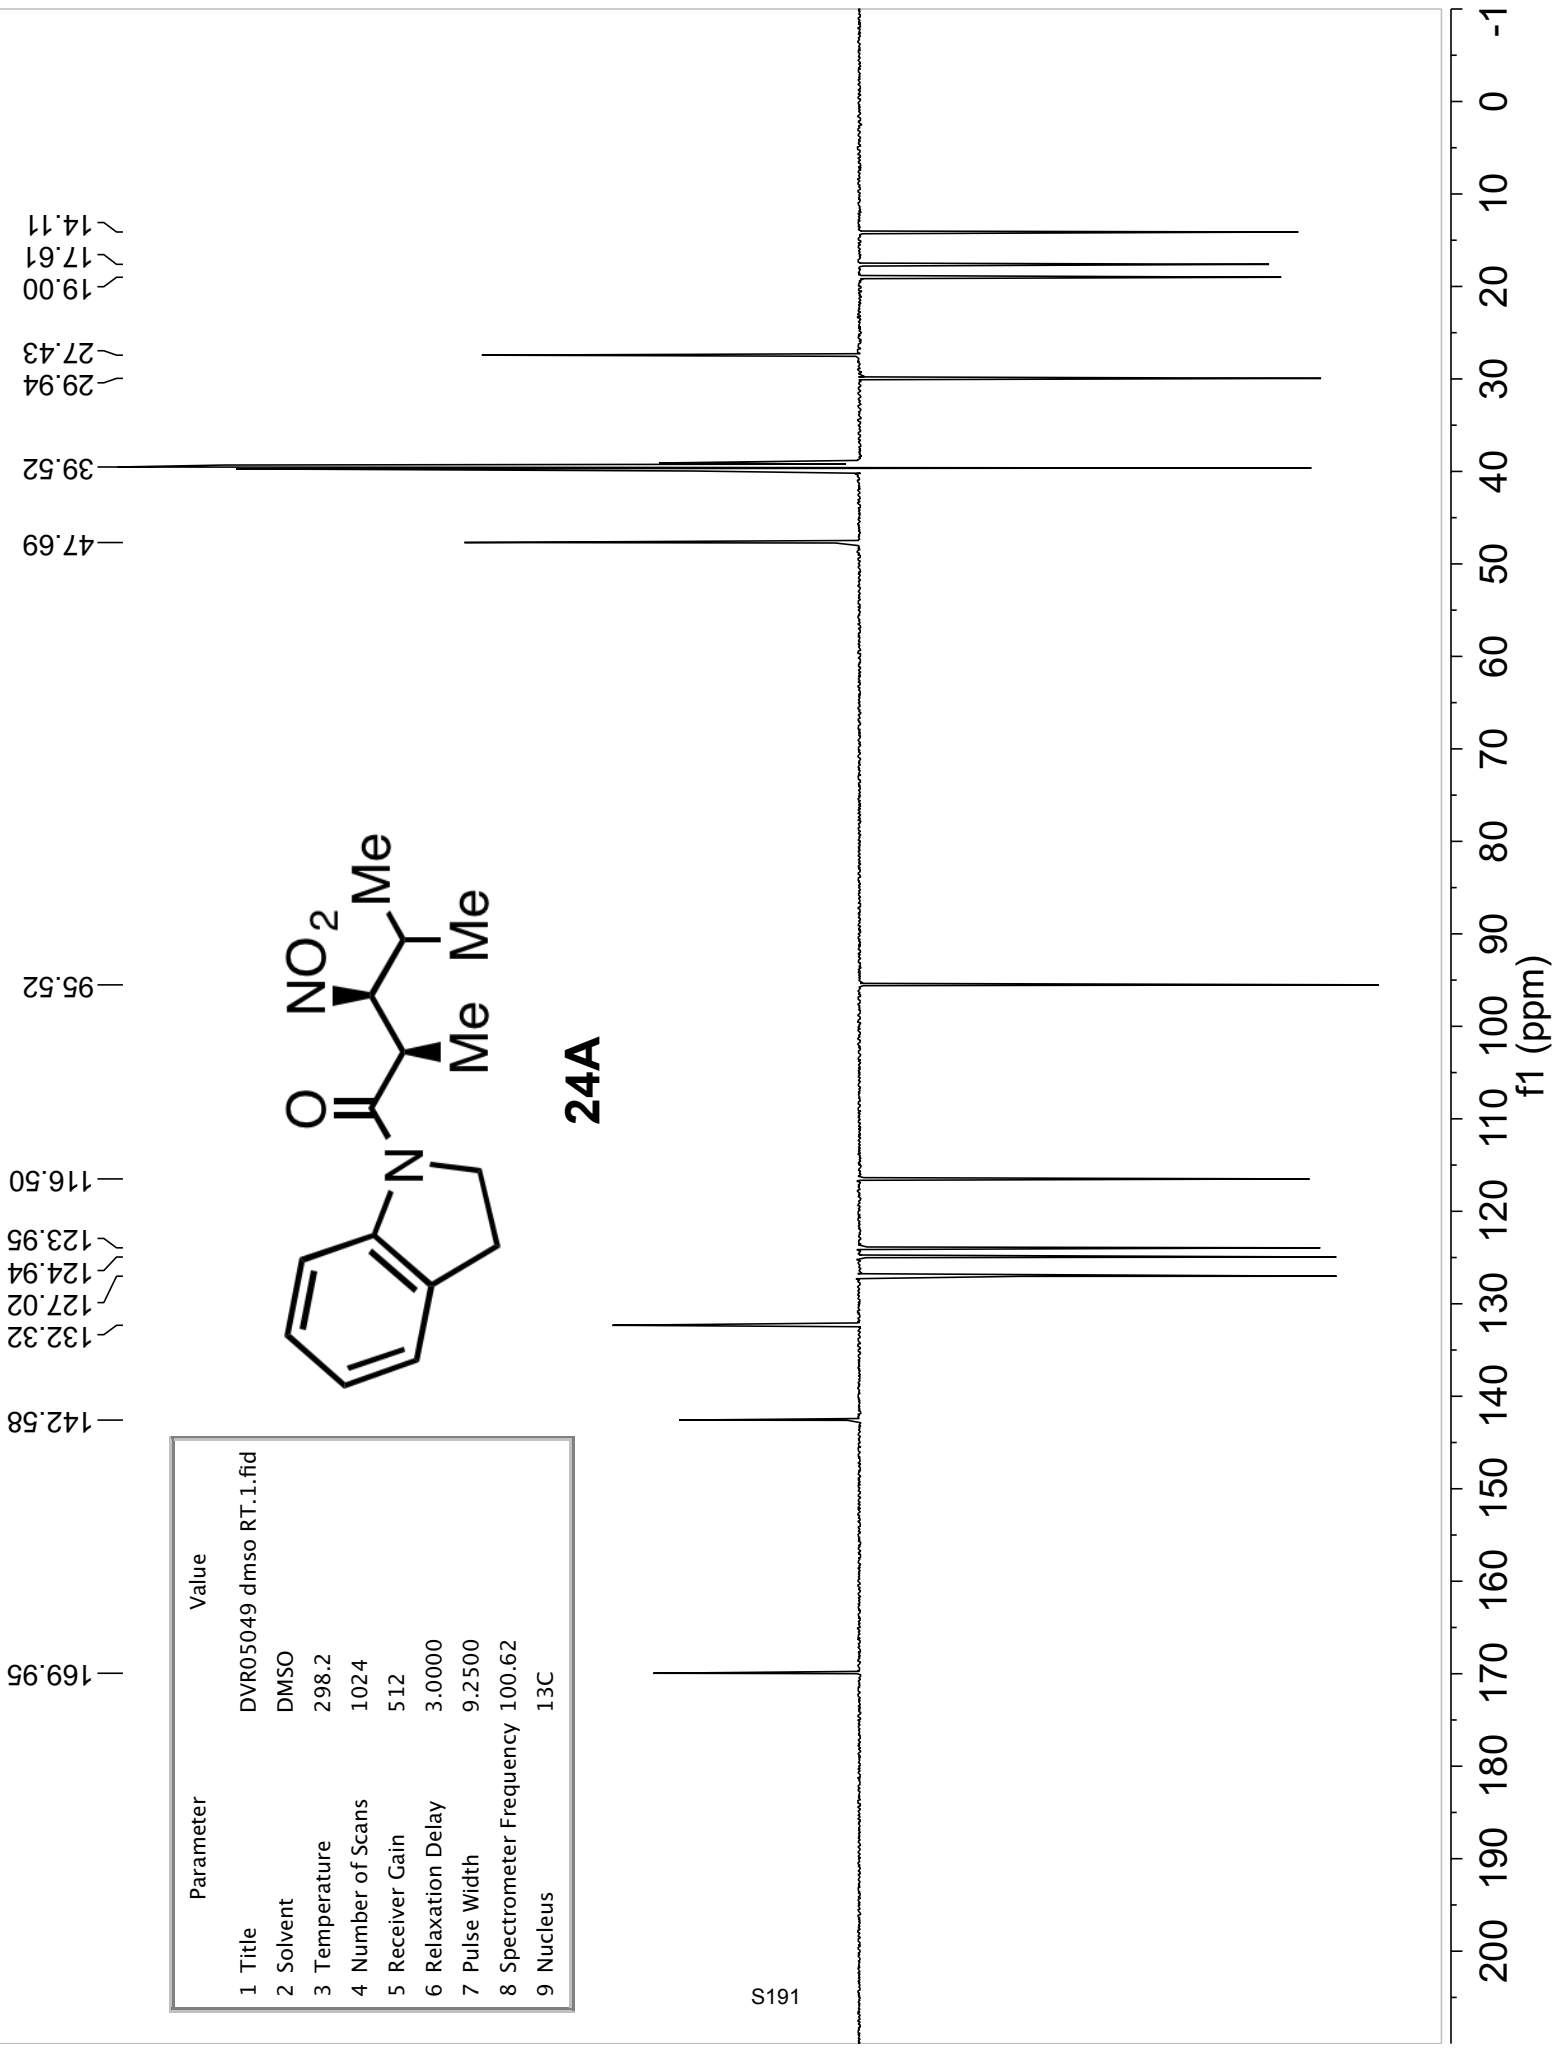 169.95
142.58
132.32
127.02
124.94
123.95
116.50
95.52
47.69
39.52
29.94
27.43
19.00
17.61
14.11
Parameter Value
1 Title DVR05049 dmso RT.1.fid
2 Solvent DMSO
3 Temperature 298.2
4 Number of Scans 1024
5 Receiver Gain 512
6 Relaxation Delay 3.0000
7 Pulse Width 9.2500
8 Spectrometer Frequency 100.62
9 Nucleus 13C
O
NO2
N
Me
Me
Me
24A
S191
200 190 180 170 160 150 140 130 120 110 100 90 80 70 60 50 40 30 20 10 0 -1
f1 (ppm)